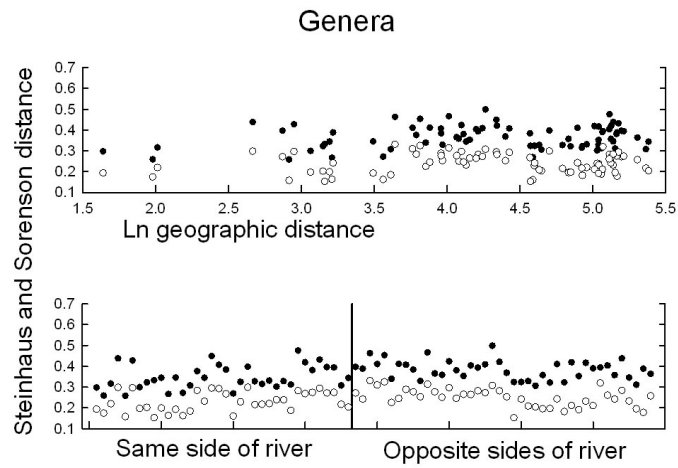 Genera
Steinhaus and Sorenson distance
0.7
0.6
0.5
0.4
0.3
0.2
0.1
1.5 2.0 2.5 3.0 3.5 4.0 4.5 5.0 5.5
Ln geographic distance
0.7
0.6
0.5
0.4
0.3
0.2
0.1
Same side of river Opposite sides of river